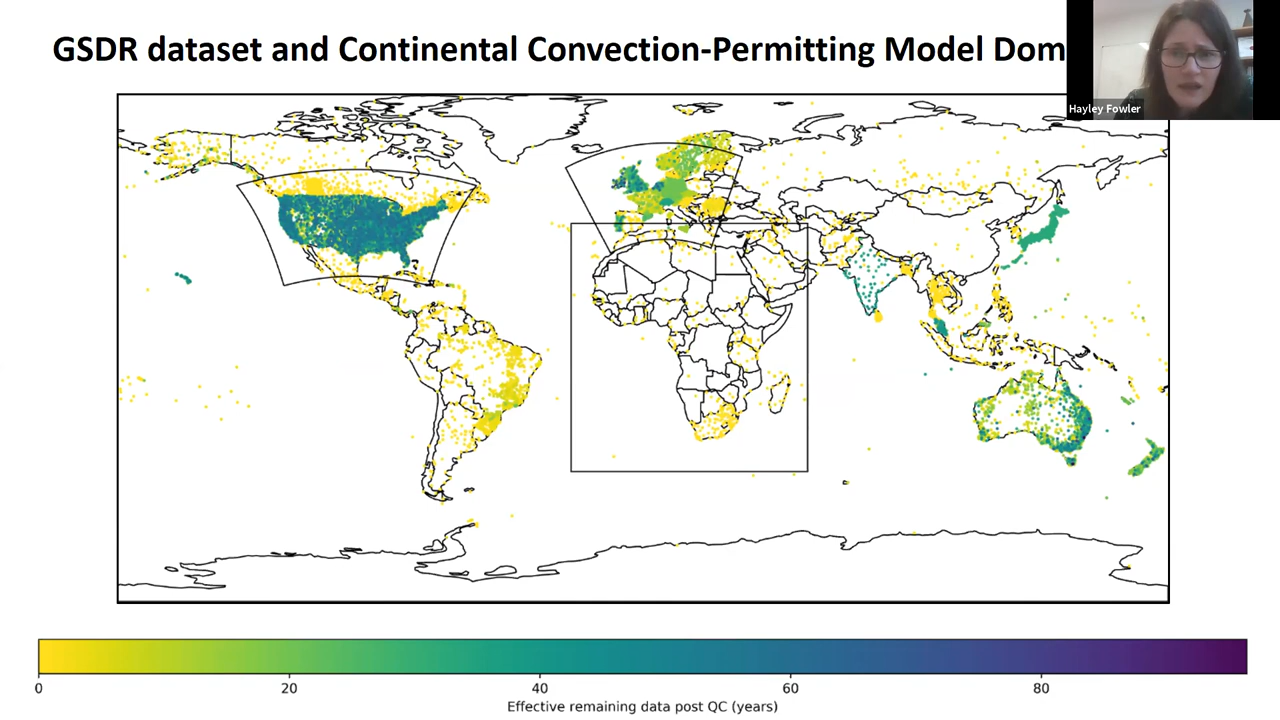 GSDR dataset and Continental Convection-Permitting Model Dom
Hayley Fowler
0 20 40 60 80
Effective remaining data post QC (years)